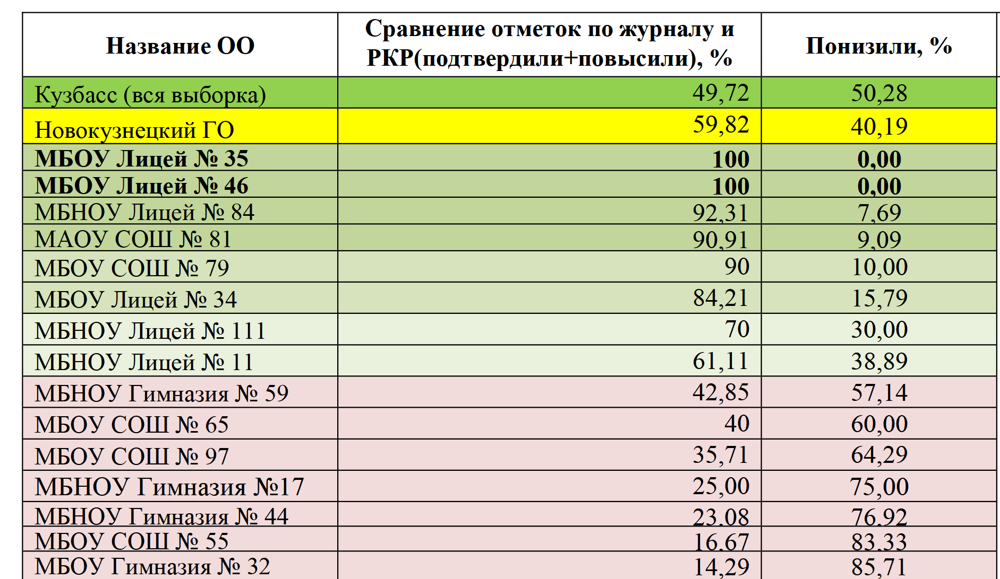 Название ОО
Сравнение отметок по журналу и
РКР(подтвердили+повысили), %
Понизили, %
Кузбасс (вся выборка) 49,72 50,28
Новокузнецкий ГО 59,82 40,19
МБОУ Лицей № 35 100 0,00
МБОУ Лицей № 46 100 0,00
МБНОУ Лицей № 84 92,31 7,69
МАОУ СОШ № 81 90,91 9,09
МБОУ СОШ № 79 90 10,00
МБОУ Лицей № 34 84,21 15,79
МБНОУ Лицей № 111 70 30,00
МБНОУ Лицей № 11 61,11 38,89
МБНОУ Гимназия № 59 42,85 57,14
МБОУ СОШ № 65 40 60,00
МБОУ СОШ № 97 35,71 64,29
МБНОУ Гимназия №17 25,00 75,00
МБНОУ Гимназия № 44 23,08 76,92
МБОУ СОШ № 55 16,67 83,33
МБОУ Гимназия № 32 14,29 85,71